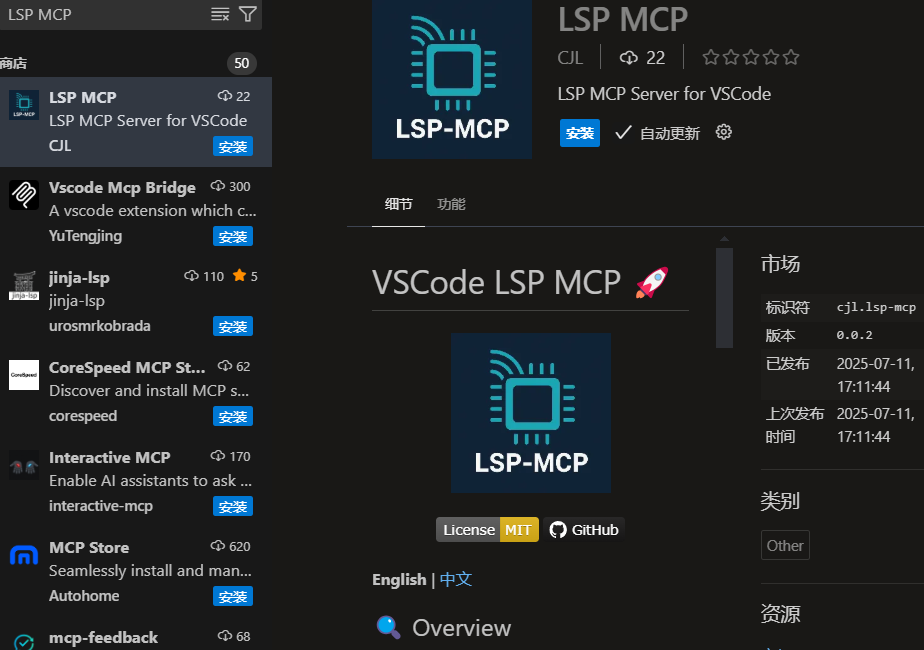 LSP MCP
商店
50
LSP MCP
22
LSP MCP Server for VSCode
CJL
安装
Vscode Mcp Bridge
300
A vscode extension which c...
YuTengjing
安装
jinja-lsp
jinja-lsp
110
5
jinja-lsp
urosmrkobrada
安装
CoreSpeed
CoreSpeed MCP St...
62
Discover and install MCP s...
corespeed
安装
Interactive MCP
170
Enable AI assistants to ask ...
interactive-mcp
安装
MCP Store
620
Seamlessly install and man...
Autohome
安装
mcp-feedback
68
LSP-MCP
LSP MCP
CJL
22
LSP MCP Server for VSCode
安装
自动更新
细节
功能
VSCode LSP MCP
LSP-MCP
License MIT
GitHub
English | 中文
Overview
市场
标识符 cjl.lsp-mcp
版本 0.0.2
已发布 2025-07-11,
17:11:44
上次发布 2025-07-11,
时间 17:11:44
类别
Other
资源